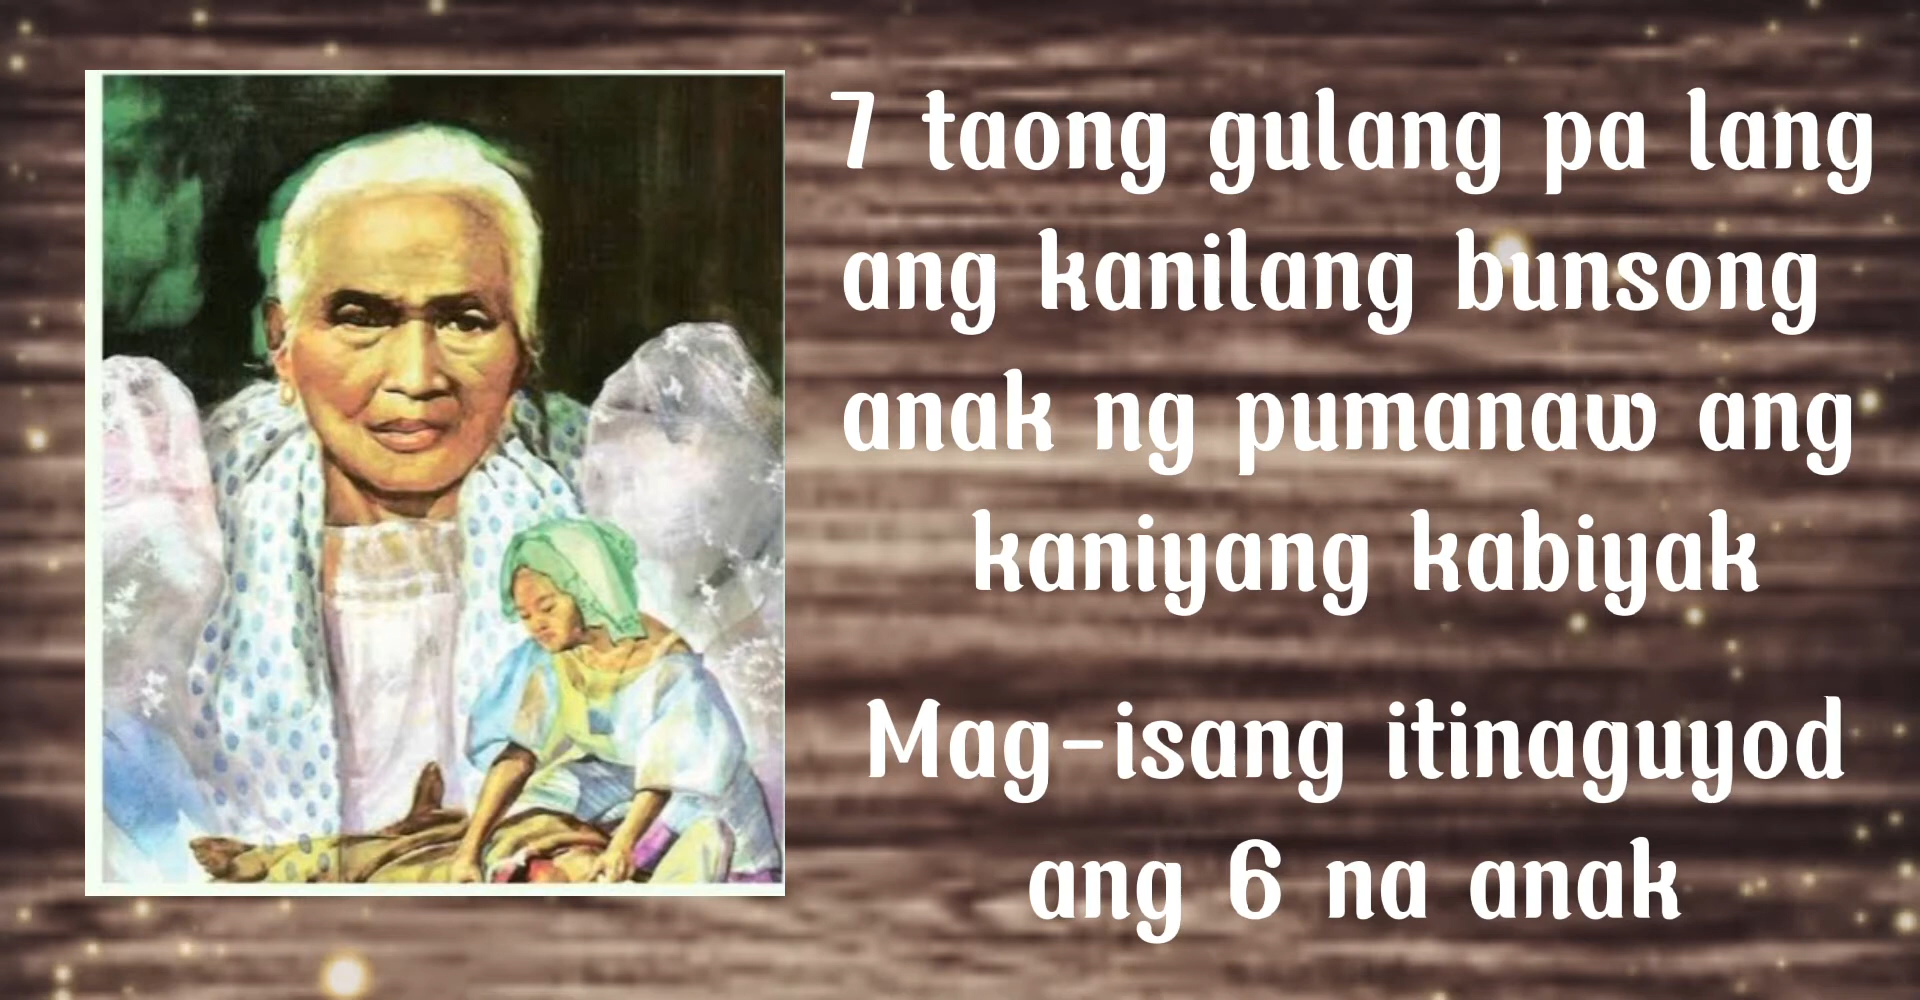 7 taong gulang pa lang
ang kanilang bunsong
anak ng pumanaw ang
kaniyang kabiyak
Mag-isang itinaguyod
ang 6 na anak